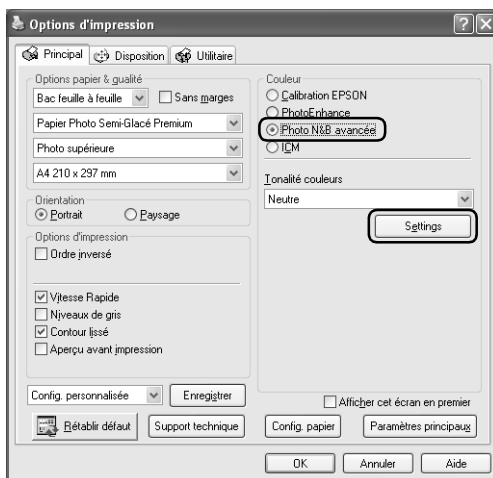 Options d'impression
Principal Disposition Utilitaire
Options papier & qualité
Bac feuille à feuille Sans marges
Papier Photo Semi-Glacé Premium
Photo supérieure
A4 210 x 297 mm
Orientation
Portrait Paysage
Options d'impression
Ordre inversé
Vitesse Rapide
Niveaux de gris
Contour lissé
Aperçu avant impression
Couleur
Calibration EPSON
PhotoEnhance
Photo N&B avancée
ICM
Tonalité couleurs
Neutre
Settings
Config. personnalisée Enregistrer
Afficher cet écran en premier
Rétablir défaut Support technique Config. papier Paramètres principaux
OK Annuler Aide